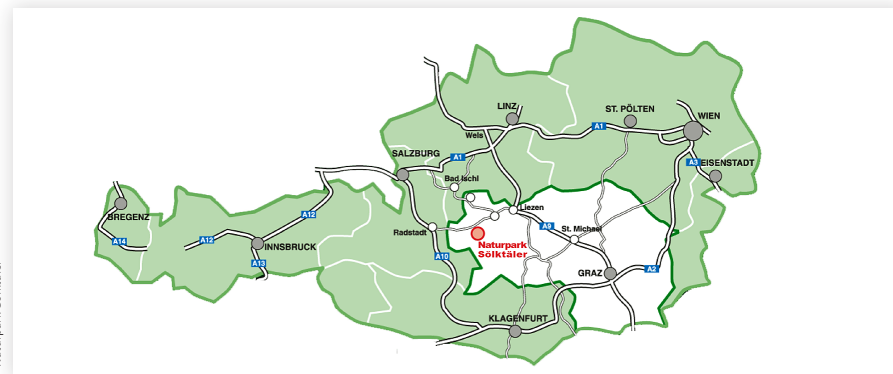 LINZ
ST. PÖLTEN
WIEN
A1
Wels
SALZBURG
A1
A3
EISENSTADT
Bad Ischl
BREGENZ
A12
Liezen
A14
A12
INNSBRUCK
Radstadt
A9
St. Michael
A13
A10
Naturpark
Sölktäler
GRAZ
A2
KLAGENFURT